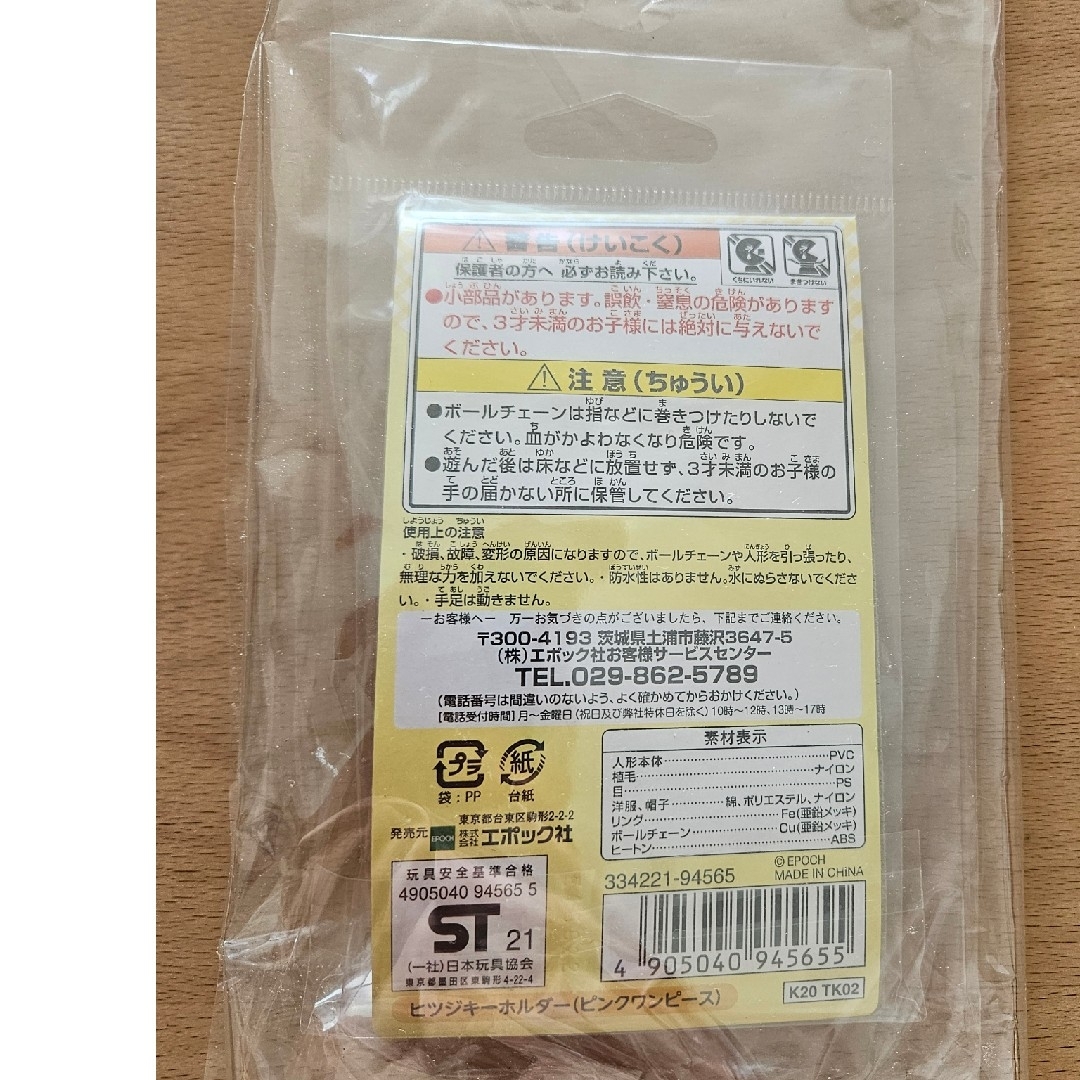 警告(けいこく)
くちにいれない
まきつけない
保護者の方へ 必ずお読み下さい。
●小部品があります。誤飲・窒息の危険があります
ので、3才未満のお子様には絶対に与えないで
ください。
注意(ちゅうい)
●ボールチェーンは指などに巻きつけたりしないで
ください。血がかよわなくなり危険です。
●遊んだ後は床などに放置せず、3才未満のお子様の
手の届かない所に保管してください。
使用上の注意
・破損、故障、変形の原因になりますので、ボールチェーンや人形を引っ張ったり、
無理な力を加えないでください。・防水性はありません。水にぬらさないでくださ
い。・手足は動きません。
―お客様へ― 万一お気づきの点がございましたら、下記までご連絡ください。
〒300-4193 茨城県土浦市藤沢3647-5
(株)エポック社お客様サービスセンター
TEL.029-862-5789
(電話番号は間違いのないよう、よく確かめてからおかけください。)
[電話受付時間]月~金曜日(祝日及び弊社特休日を除く)10時~12時、13時~17時
プラ
袋:PP
紙
台紙
東京都台東区駒形2-2-2
発売元 EPOCH 株式会社 エポック社
素材表示
人形本体……PVC
植毛……ナイロン
目……PS
洋服、帽子……綿、ポリエステル、ナイロン
リング……Fe(亜鉛メッキ)
ボールチェーン……Cu(亜鉛メッキ)
ヒートン……ABS
玩具安全基準合格
4905040 94565 5
ST 21
(一社)日本玩具協会
東京都墨田区東駒形4-22-4
©EPOCH
334221-94565 MADE IN CHINA
4 905040 945655
ヒツジキーホルダー(ピンクワンピース)
K20 TK02